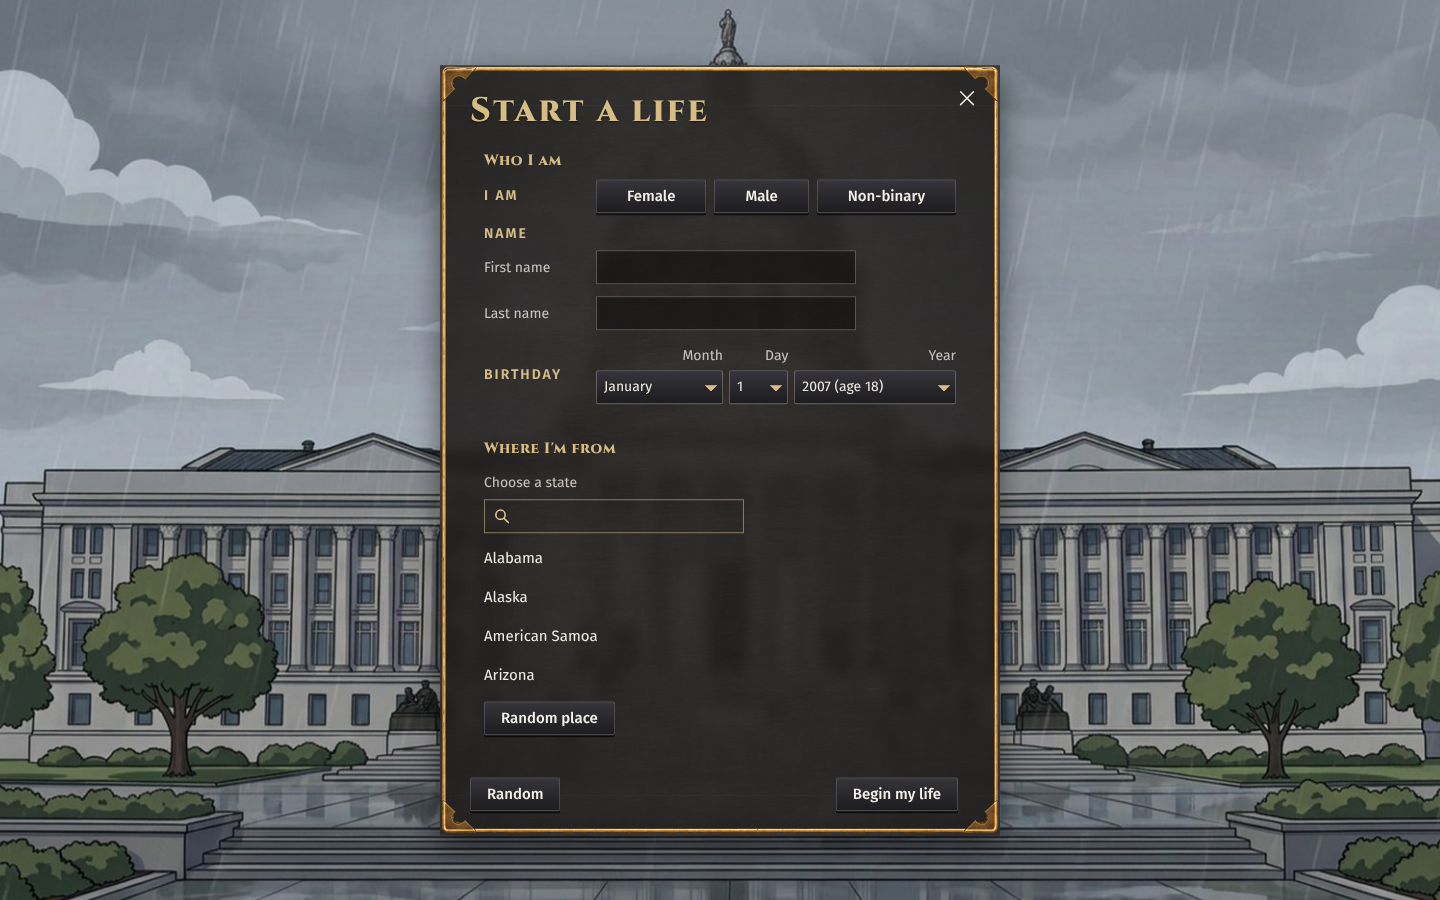 Start a life
Who I am
I AM
Female Male Non-binary
NAME
First name
Last name
Month Day Year
BIRTHDAY
January 1 2007 (age 18)
Where I'm from
Choose a state
Alabama
Alaska
American Samoa
Arizona
Random place
Random Begin my life